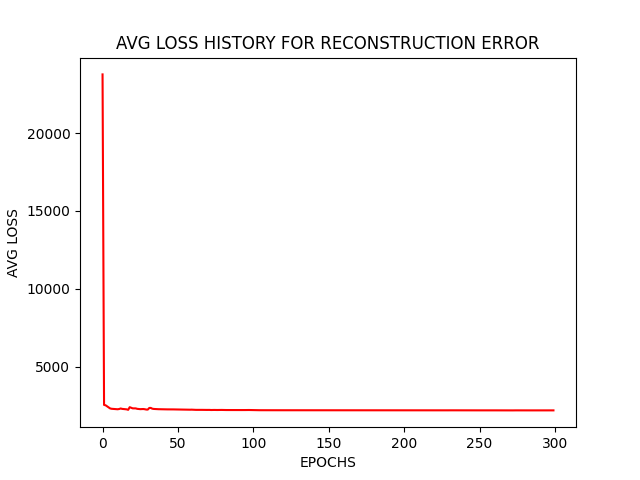 AVG LOSS HISTORY FOR RECONSTRUCTION ERROR
20000
15000
10000
5000
AVG LOSS
0 50 100 150 200 250 300
EPOCHS